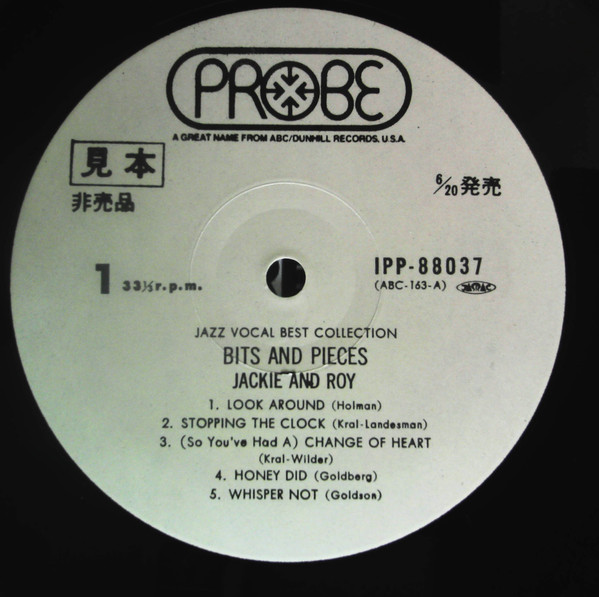 PROBE
A GREAT NAME FROM ABC/DUNHILL RECORDS. U.S.A.
見本
非売品
6/20発売
1 33⅓ r.p.m.
IPP-88037
(ABC-163-A)
JAZZ VOCAL BEST COLLECTION
BITS AND PIECES
JACKIE AND ROY
1. LOOK AROUND (Holman)
2. STOPPING THE CLOCK (Kral-Landesman)
3. (So You've Had A) CHANGE OF HEART
(Kral-Wilder)
4. HONEY DID (Goldberg)
5. WHISPER NOT (Goldson)